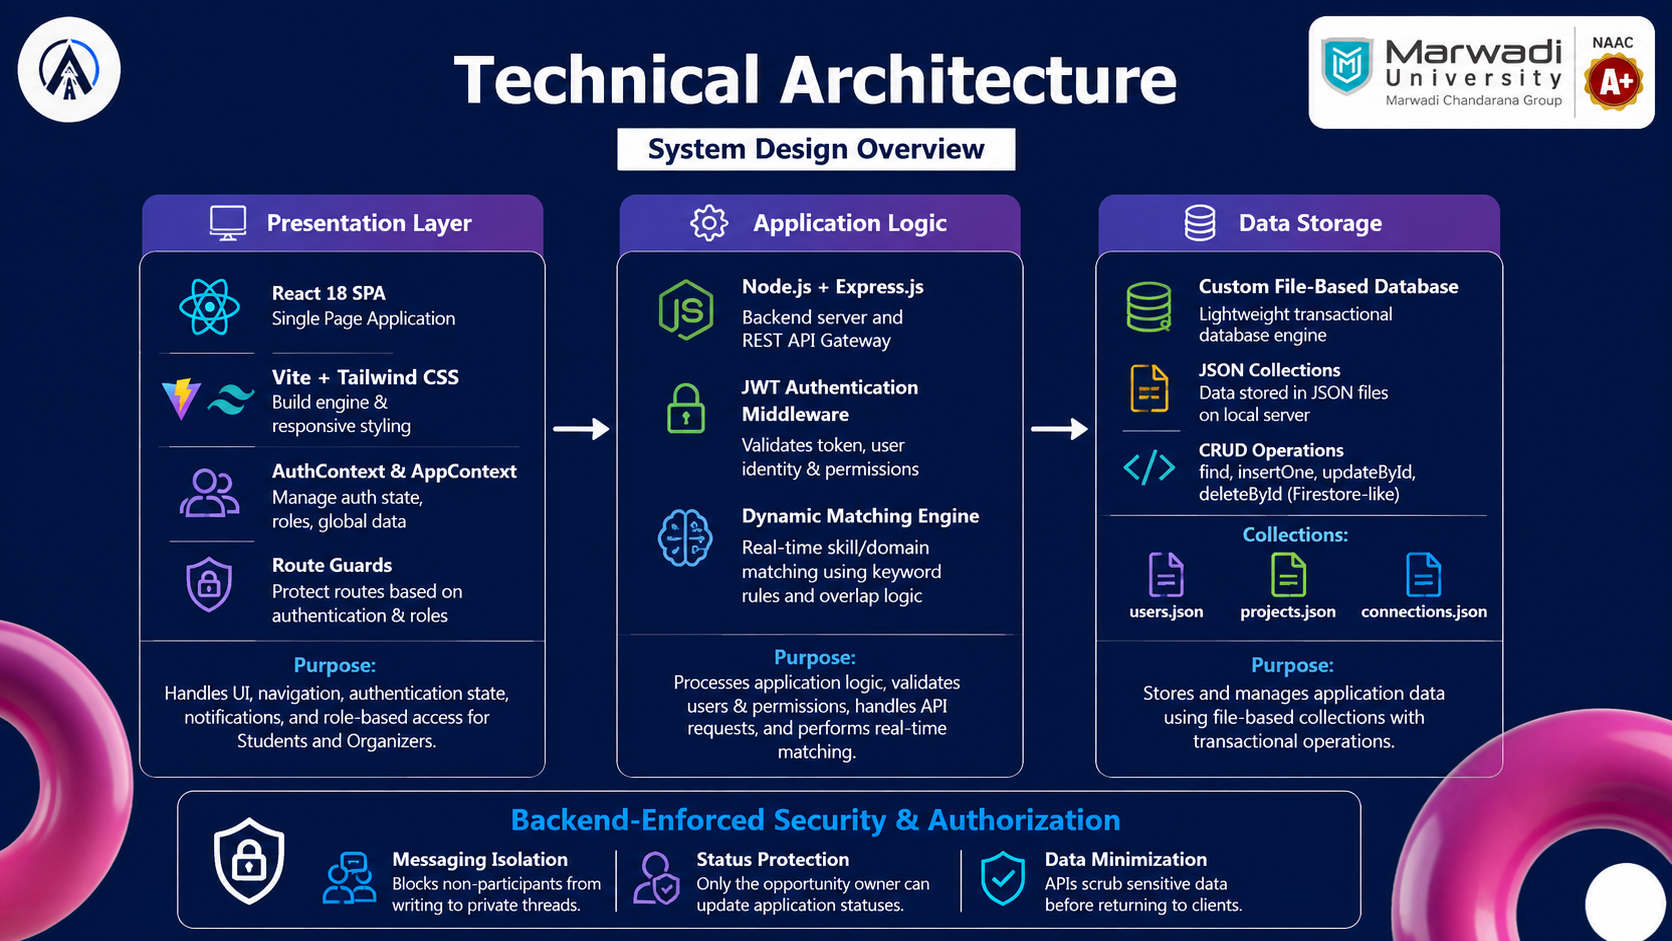 Technical Architecture
System Design Overview
Marwadi
University
Marwadi Chandarana Group
NAAC
A+
Presentation Layer
React 18 SPA
Single Page Application
Vite + Tailwind CSS
Build engine &
responsive styling
AuthContext & AppContext
Manage auth state,
roles, global data
Route Guards
Protect routes based on
authentication & roles
Purpose:
Handles UI, navigation, authentication state,
notifications, and role-based access for
Students and Organizers.
Application Logic
JS
Node.js + Express.js
Backend server and
REST API Gateway
JWT Authentication
Middleware
Validates token, user
identity & permissions
Dynamic Matching Engine
Real-time skill/domain
matching using keyword
rules and overlap logic
Purpose:
Processes application logic, validates
users & permissions, handles API
requests, and performs real-time
matching.
Data Storage
Custom File-Based Database
Lightweight transactional
database engine
JSON Collections
Data stored in JSON files
on local server
</>
CRUD Operations
find, insertOne, updateById,
deleteById (Firestore-like)
Collections:
users.json
projects.json
connections.json
Purpose:
Stores and manages application data
using file-based collections with
transactional operations.
Backend-Enforced Security & Authorization
Messaging Isolation
Blocks non-participants from
writing to private threads.
Status Protection
Only the opportunity owner can
update application statuses.
Data Minimization
APIs scrub sensitive data
before returning to clients.